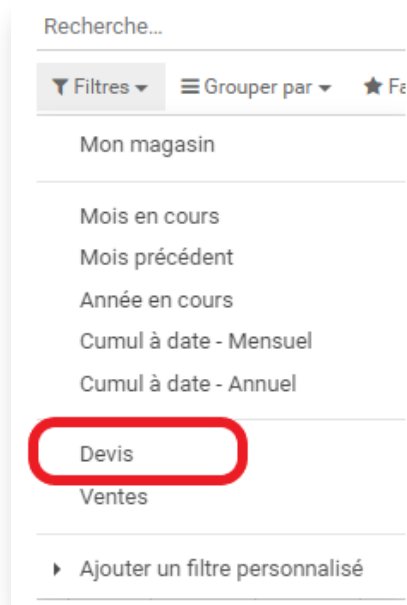 Recherche...
Filtres Grouper par Fa
Mon magasin
Mois en cours
Mois précédent
Année en cours
Cumul à date - Mensuel
Cumul à date - Annuel
Devis
Ventes
Ajouter un filtre personnalisé